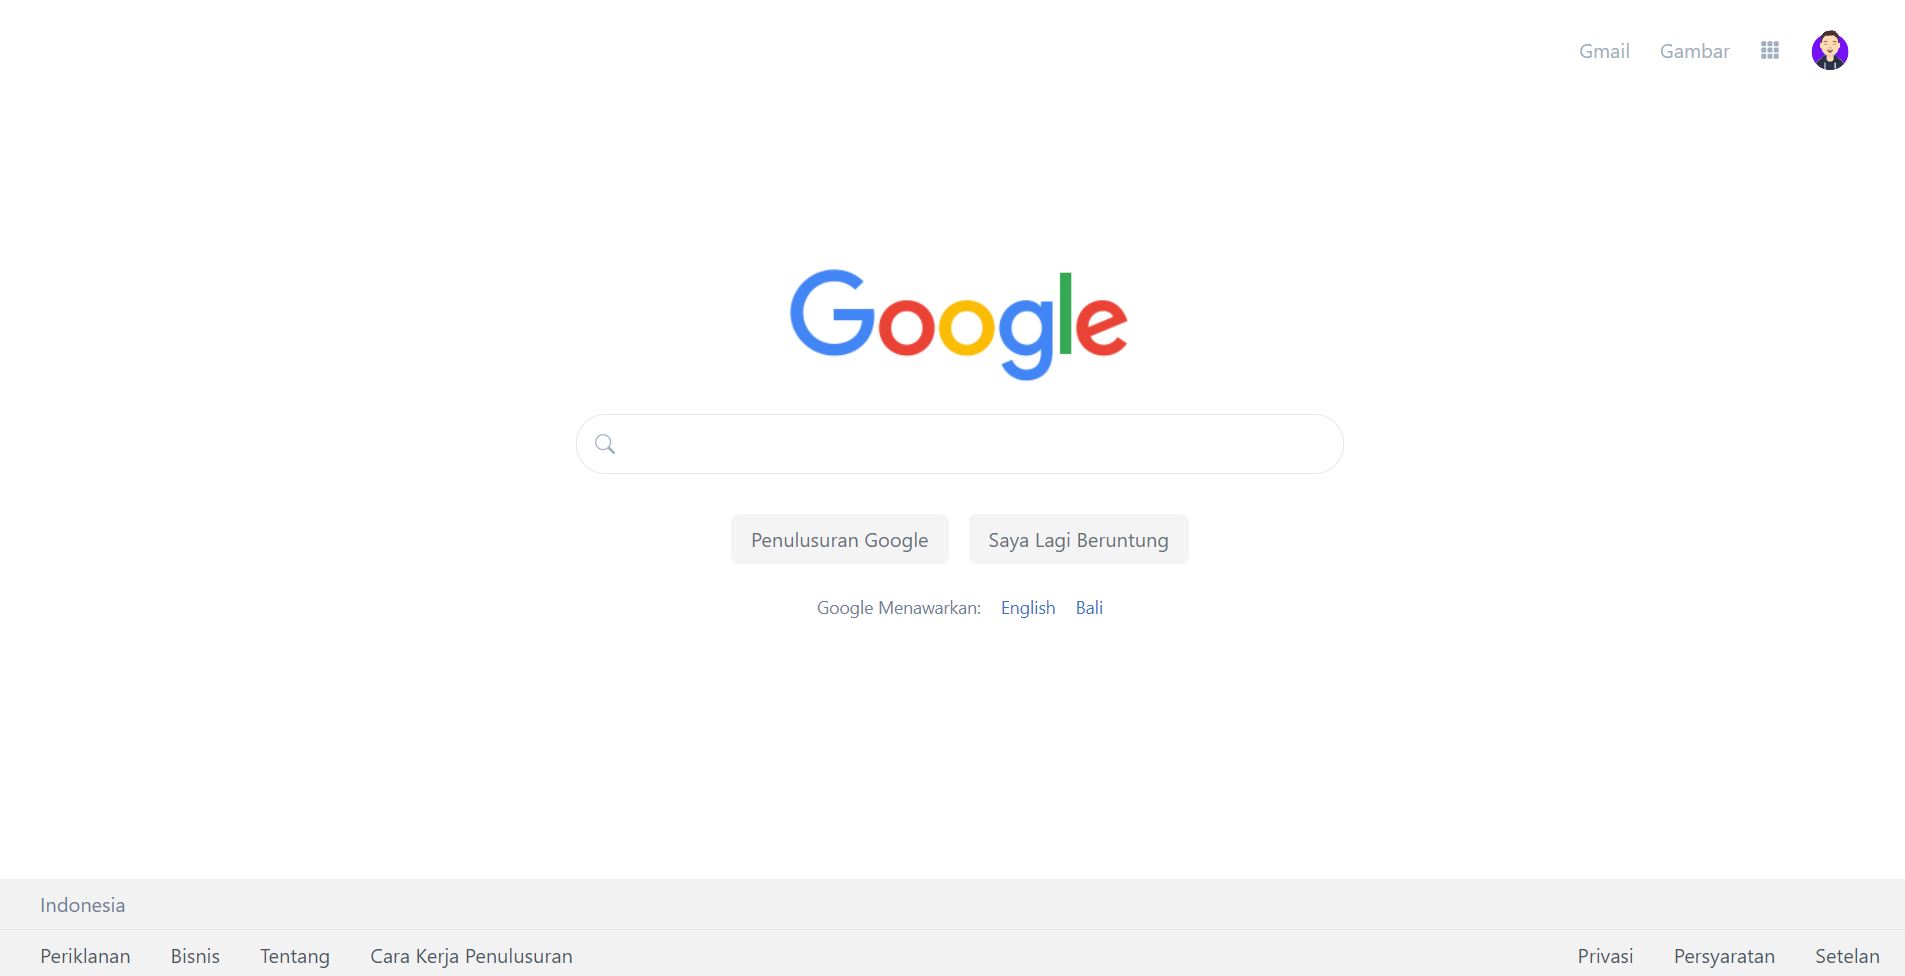 Gmail Gambar
Google
Penulusuran Google Saya Lagi Beruntung
Google Menawarkan: English Bali
Indonesia
Periklanan Bisnis Tentang Cara Kerja Penulusuran Privasi Persyaratan Setelan